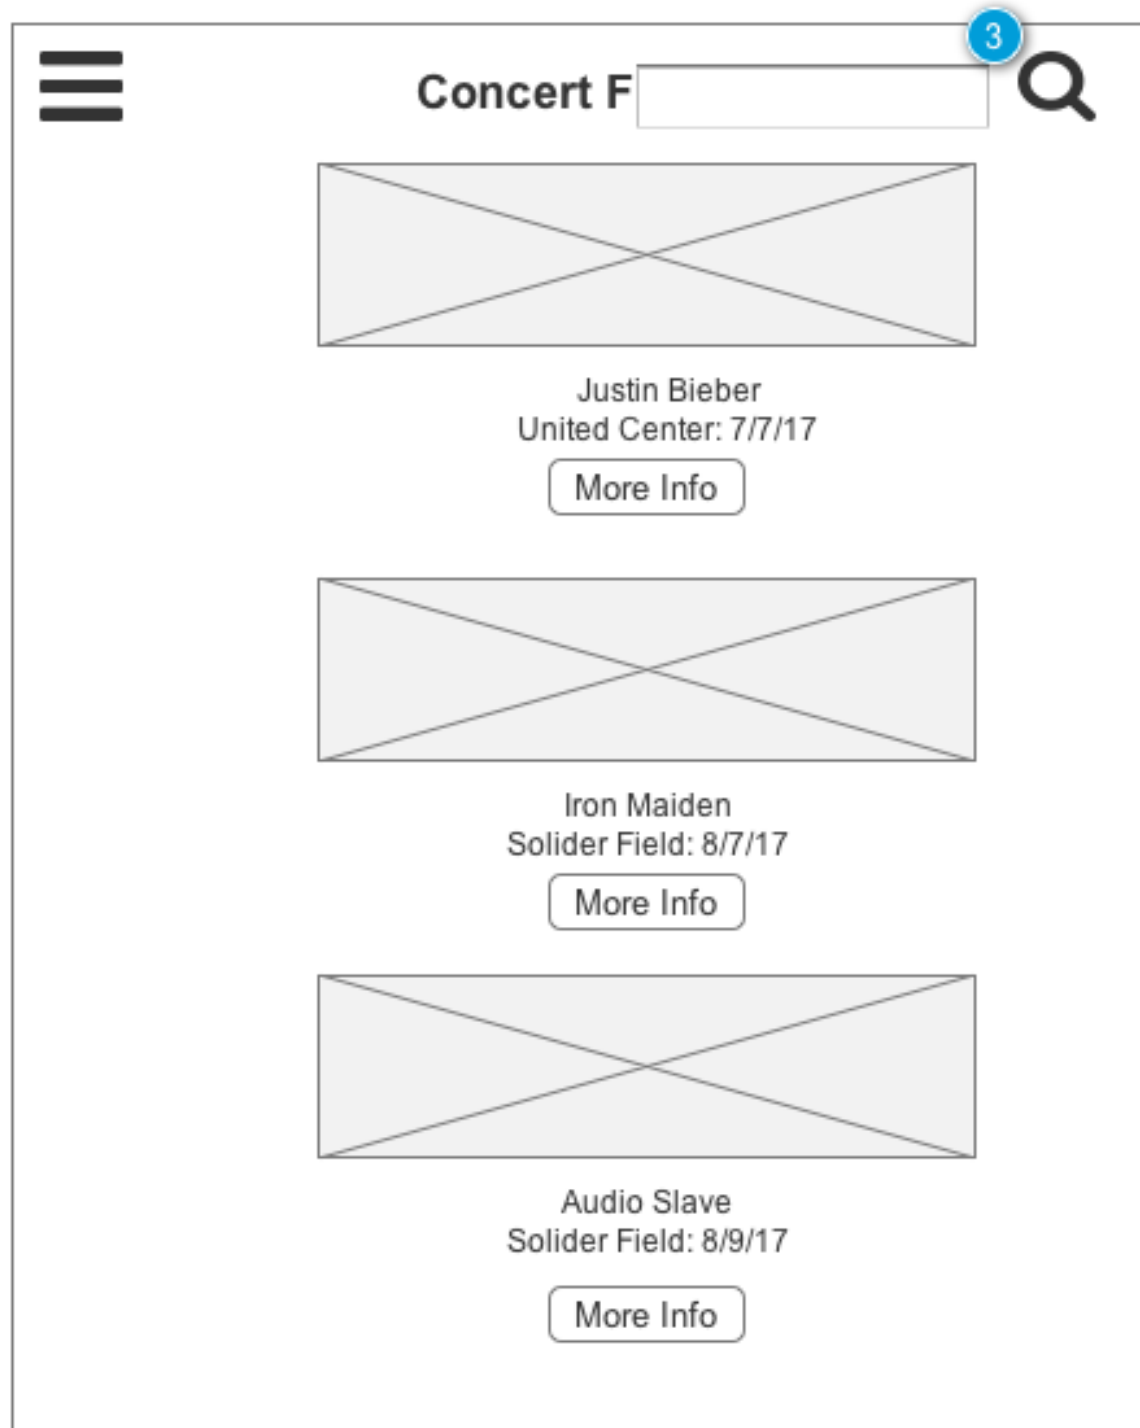 3
Concert F
Justin Bieber
United Center: 7/7/17
More Info
Iron Maiden
Solider Field: 8/7/17
More Info
Audio Slave
Solider Field: 8/9/17
More Info